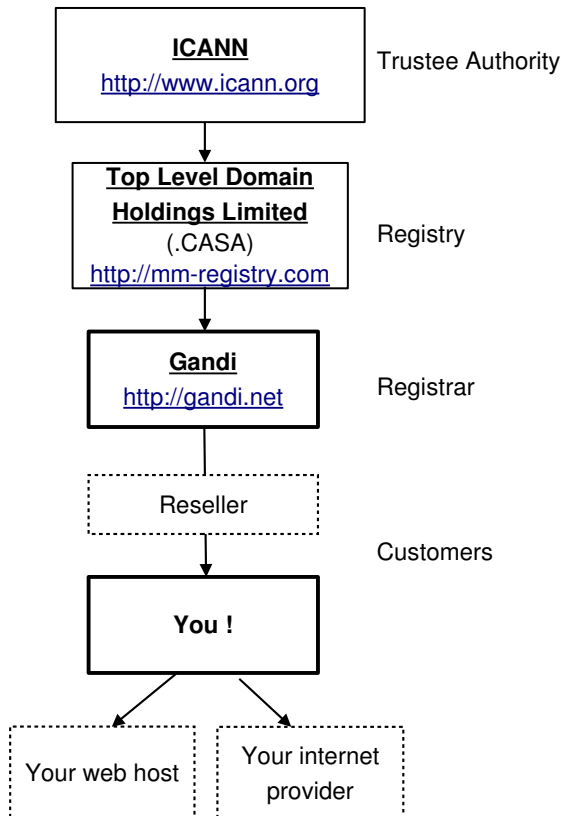 ICANN
http://www.icann.org
Trustee Authority
Top Level Domain
Holdings Limited
(.CASA)
http://mm-registry.com
Registry
Gandi
http://gandi.net
Registrar
Reseller
Customers
You !
Your web host
Your internet
provider